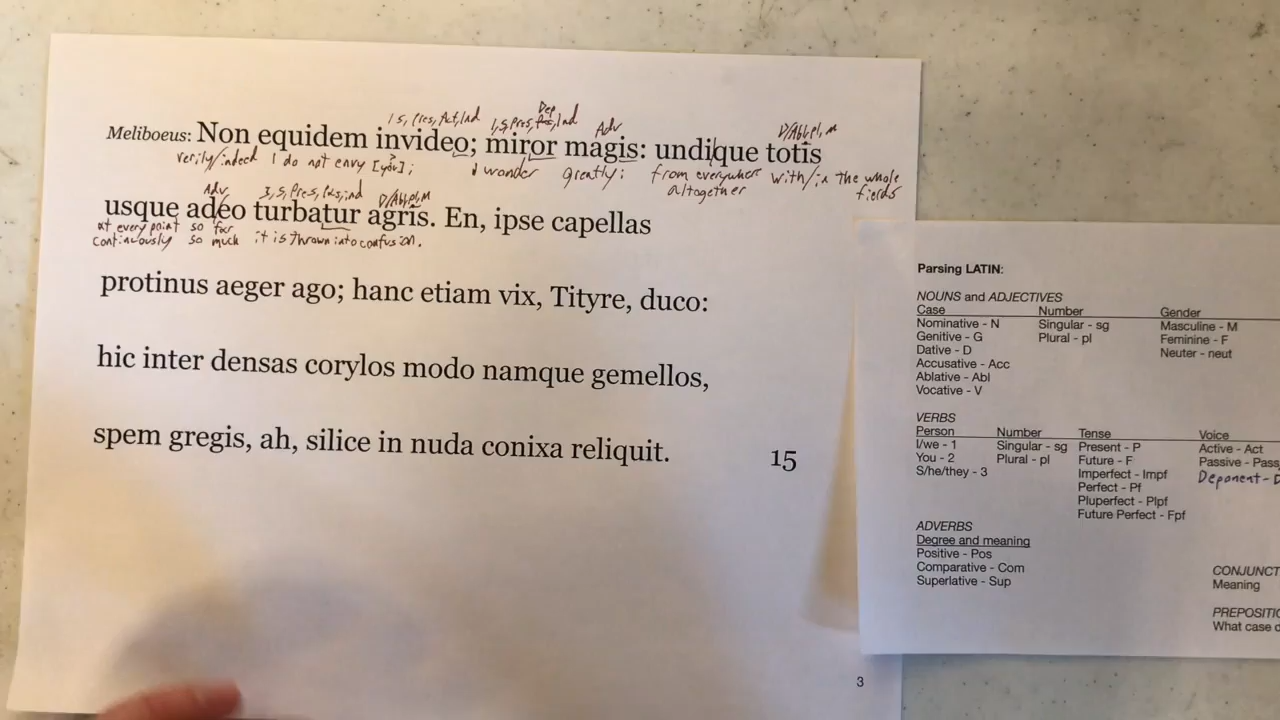 1 s, Pres, Act, Ind 1, s, Pres, Dep, Ind Adv D/Abl, pl, m
Meliboeus: Non equidem invideo; miror magis: undique totis
verily/indeed I do not envy [you]; I wonder greatly: from everywhere with/in the whole
altogether fields
Adv 3, s, Pres, Pas, ind D/Abl, pl, m
usque adeo turbatur agris. En, ipse capellas
at every point so far
continuously so much it is thrown into confusion.
protinus aeger ago; hanc etiam vix, Tityre, duco:
hic inter densas corylos modo namque gemellos,
spem gregis, ah, silice in nuda conixa reliquit.
15
3
Parsing LATIN:
NOUNS and ADJECTIVES
Case Number Gender
Nominative - N Singular - sg Masculine - M
Genitive - G Plural - pl Feminine - F
Dative - D Neuter - neut
Accusative - Acc
Ablative - Abl
Vocative - V
VERBS
Person Number Tense Voice
I/we - 1 Singular - sg Present - P Active - Act
You - 2 Plural - pl Future - F Passive - Pass
S/he/they - 3 Imperfect - Impf Deponent - D
Perfect - Pf
Pluperfect - Plpf
Future Perfect - Fpf
ADVERBS
Degree and meaning
Positive - Pos
Comparative - Com
Superlative - Sup
CONJUNCT
Meaning
PREPOSITIO
What case